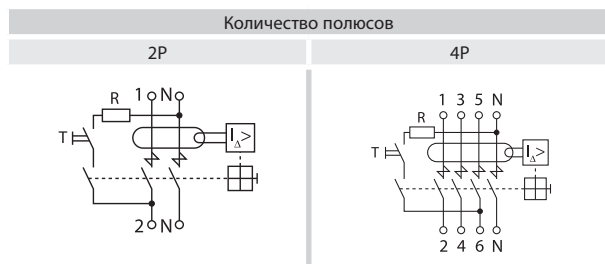 Количество полюсов
2P 4P
1 N
R
T
I Δ >
2 N
1 3 5 N
R
T
I Δ >
2 4 6 N